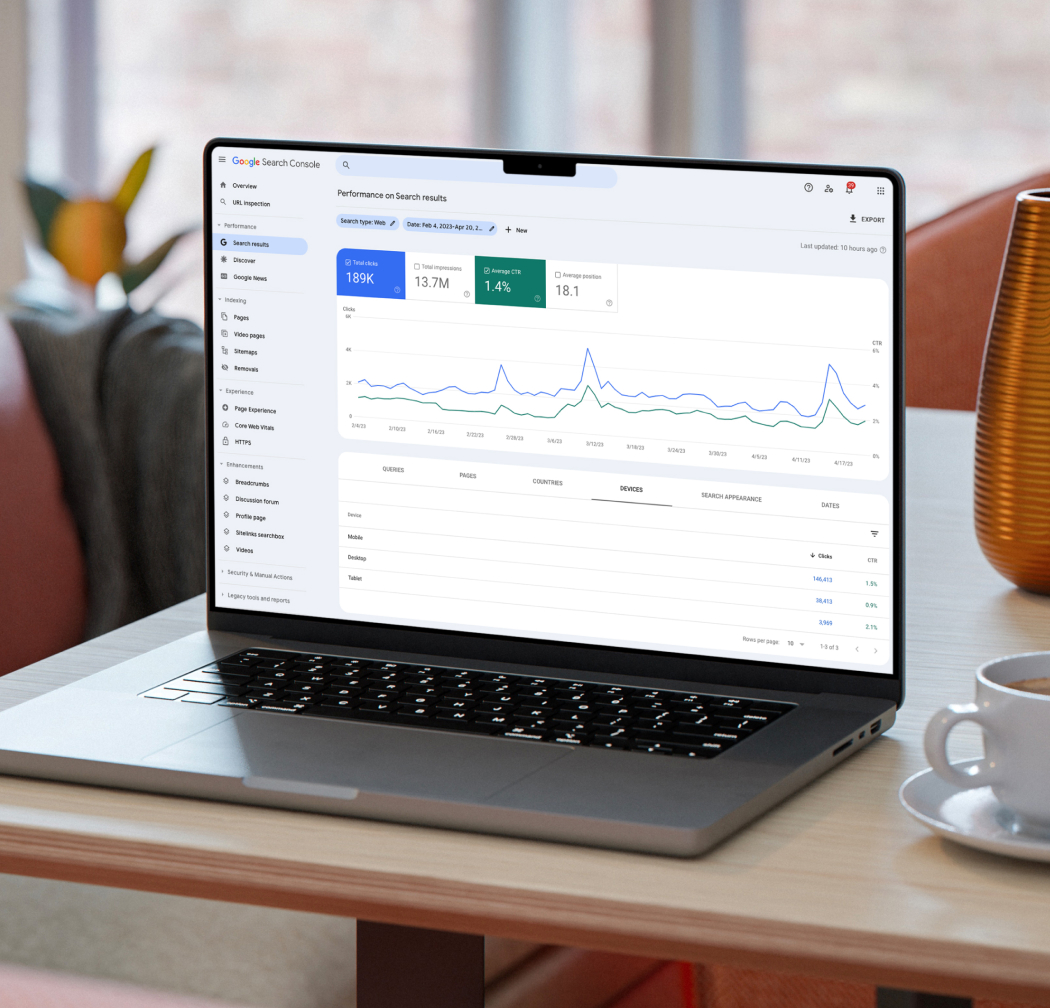 Google Search Console
Overview
URL Inspection
Performance
Search results
Discover
Google News
Indexing
Pages
Video pages
Sitemaps
Removals
Experience
Page Experience
Core Web Vitals
HTTPS
Enhancements
Breadcrumbs
Discussion forum
Profile page
Sitelinks searchbox
Videos
Security & Manual Actions
Legacy tools and reports
Performance on Search results
EXPORT
Search type: Web
Date: Feb 4, 2023-Apr 20, 2...
+ New
Last updated: 10 hours ago
Total clicks
189K
Total impressions
13.7M
Average CTR
1.4%
Average position
18.1
Clicks
6K
4K
2K
0
CTR
6%
4%
2%
0%
2/4/23 2/10/23 2/16/23 2/22/23 2/28/23 3/6/23 3/12/23 3/18/23 3/24/23 3/30/23 4/5/23 4/11/23 4/17/23
QUERIES PAGES COUNTRIES DEVICES SEARCH APPEARANCE DATES
Device Clicks CTR
Mobile 146,413 1.5%
Desktop 38,413 0.9%
Tablet 3,969 2.1%
Rows per page: 10 1-3 of 3
delete
return
shift
command
option